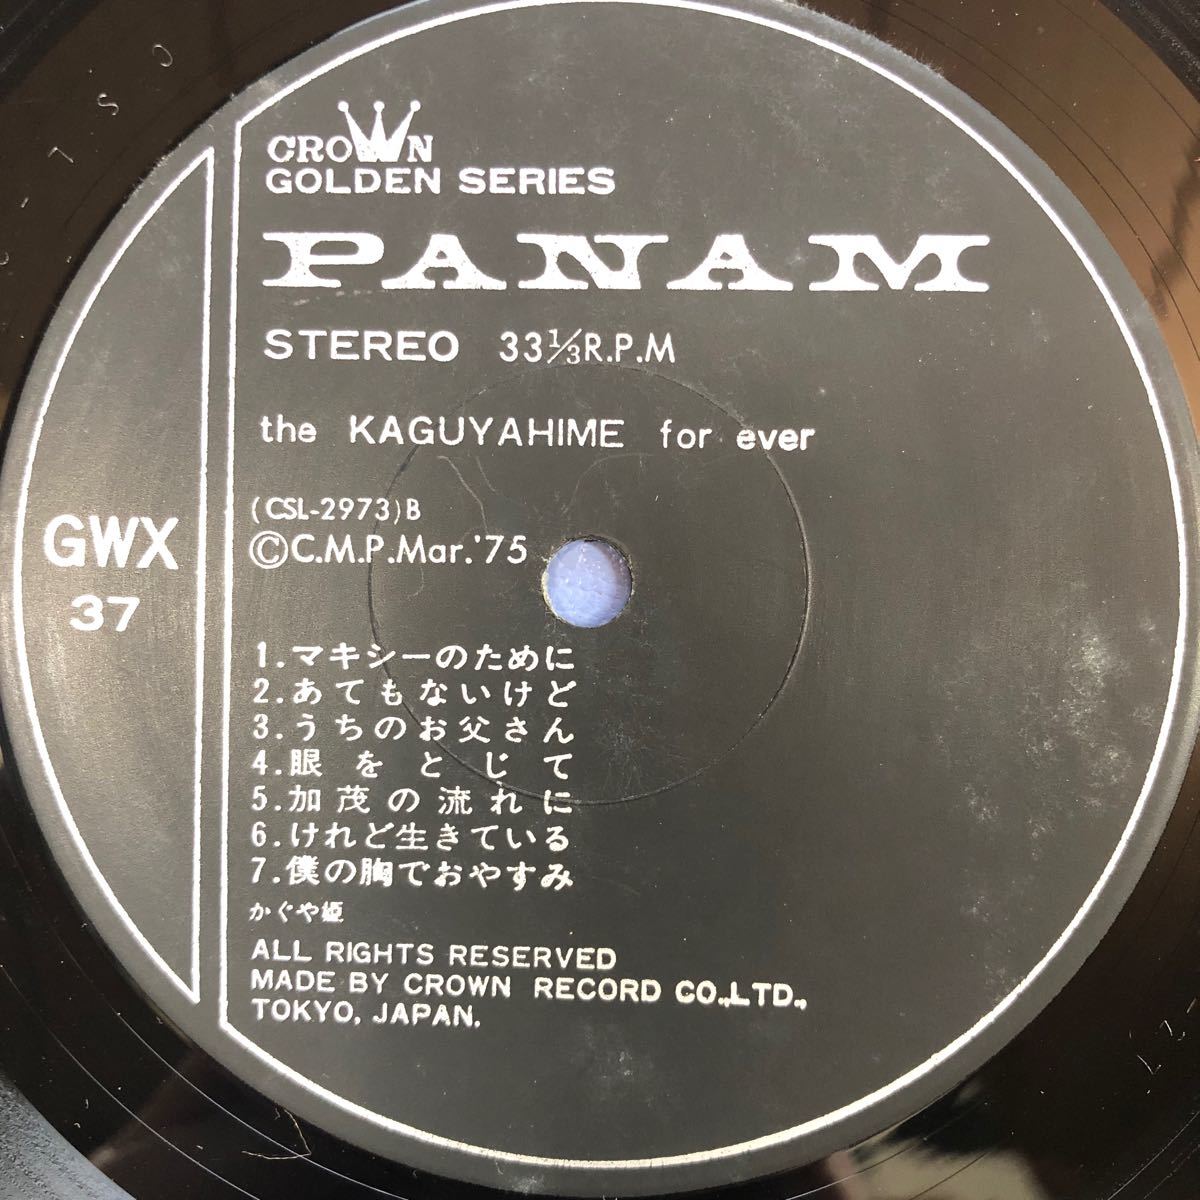 CROWN
GOLDEN SERIES
PANAM
STEREO 33⅓R.P.M
the KAGUYAHIME for ever
(CSL-2973)B
©C.M.P.Mar.'75
GWX
37
1.マキシーのために
2.あてもないけど
3.うちのお父さん
4.眼をとじて
5.加茂の流れに
6.けれど生きている
7.僕の胸でおやすみ
かぐや姫
ALL RIGHTS RESERVED
MADE BY CROWN RECORD CO.,LTD.,
TOKYO, JAPAN.